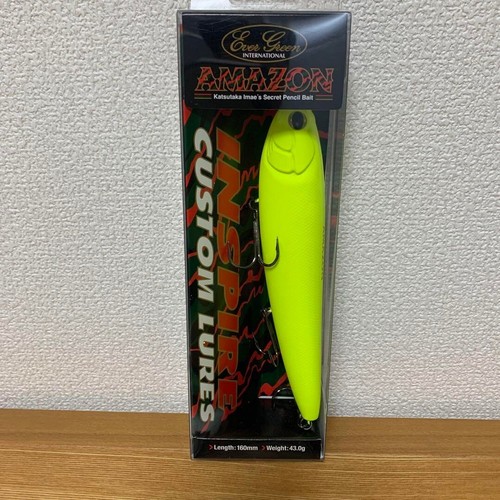 Ever Green
INTERNATIONAL
AMAZON
Katsutaka Imae's Secret Pencil Bait
INSPIRE
CUSTOM LURES
Length: 160mm Weight: 43.0g